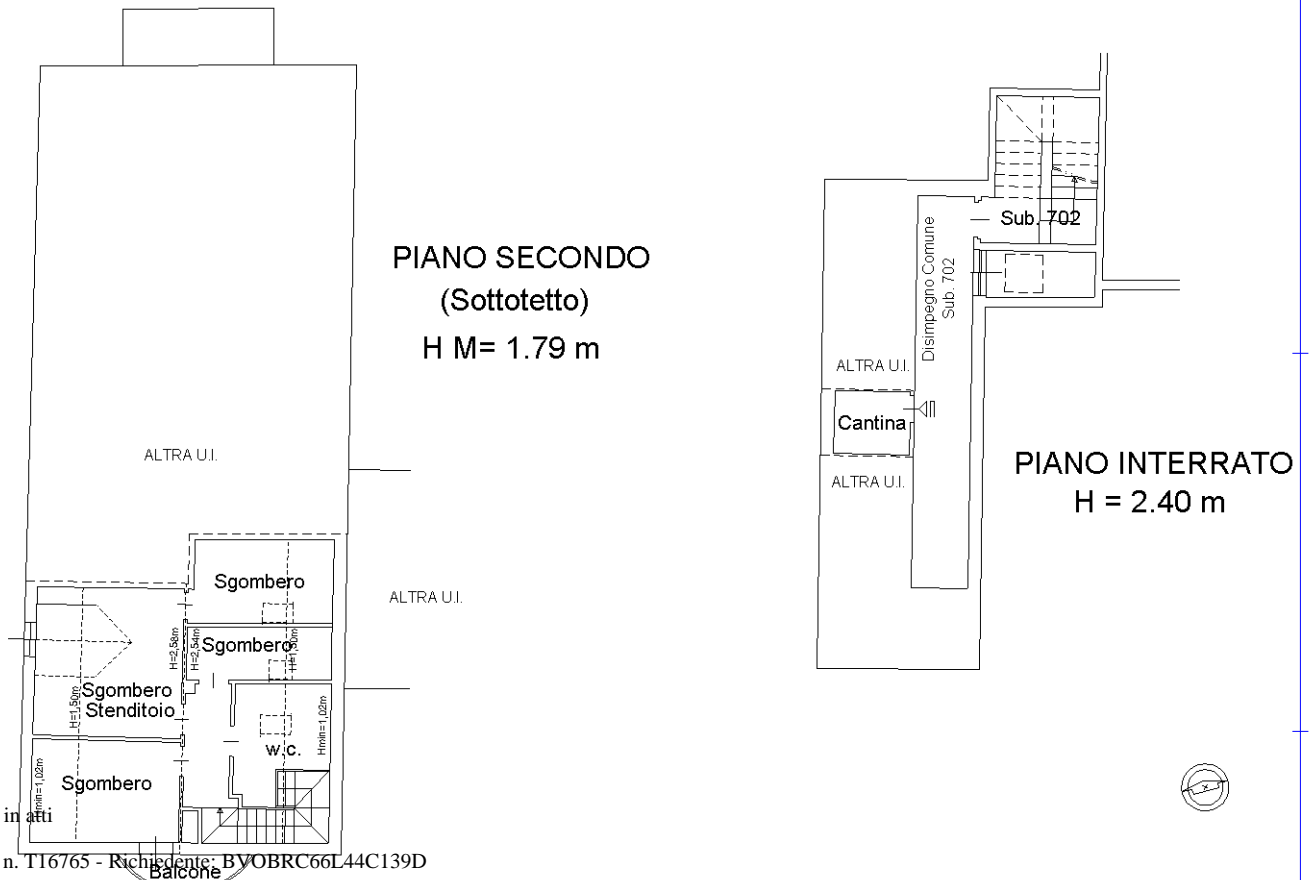 PIANO SECONDO
(Sottotetto)
H M= 1.79 m
ALTRA U.I.
Sgombero
ALTRA U.I.
Sgombero
H=2,58m
H=2,54m
H=1,50m
Sgombero
Stenditoio
H=1,50m
w.c.
Hmin=1,02m
Sgombero
Hmin=1,02m
in atti
n. T16765 - Richiedente: BVOBRC66L44C139D
Balcone
Sub. 702
Disimpegno Comune
Sub. 702
ALTRA U.I.
Cantina
ALTRA U.I.
PIANO INTERRATO
H = 2.40 m